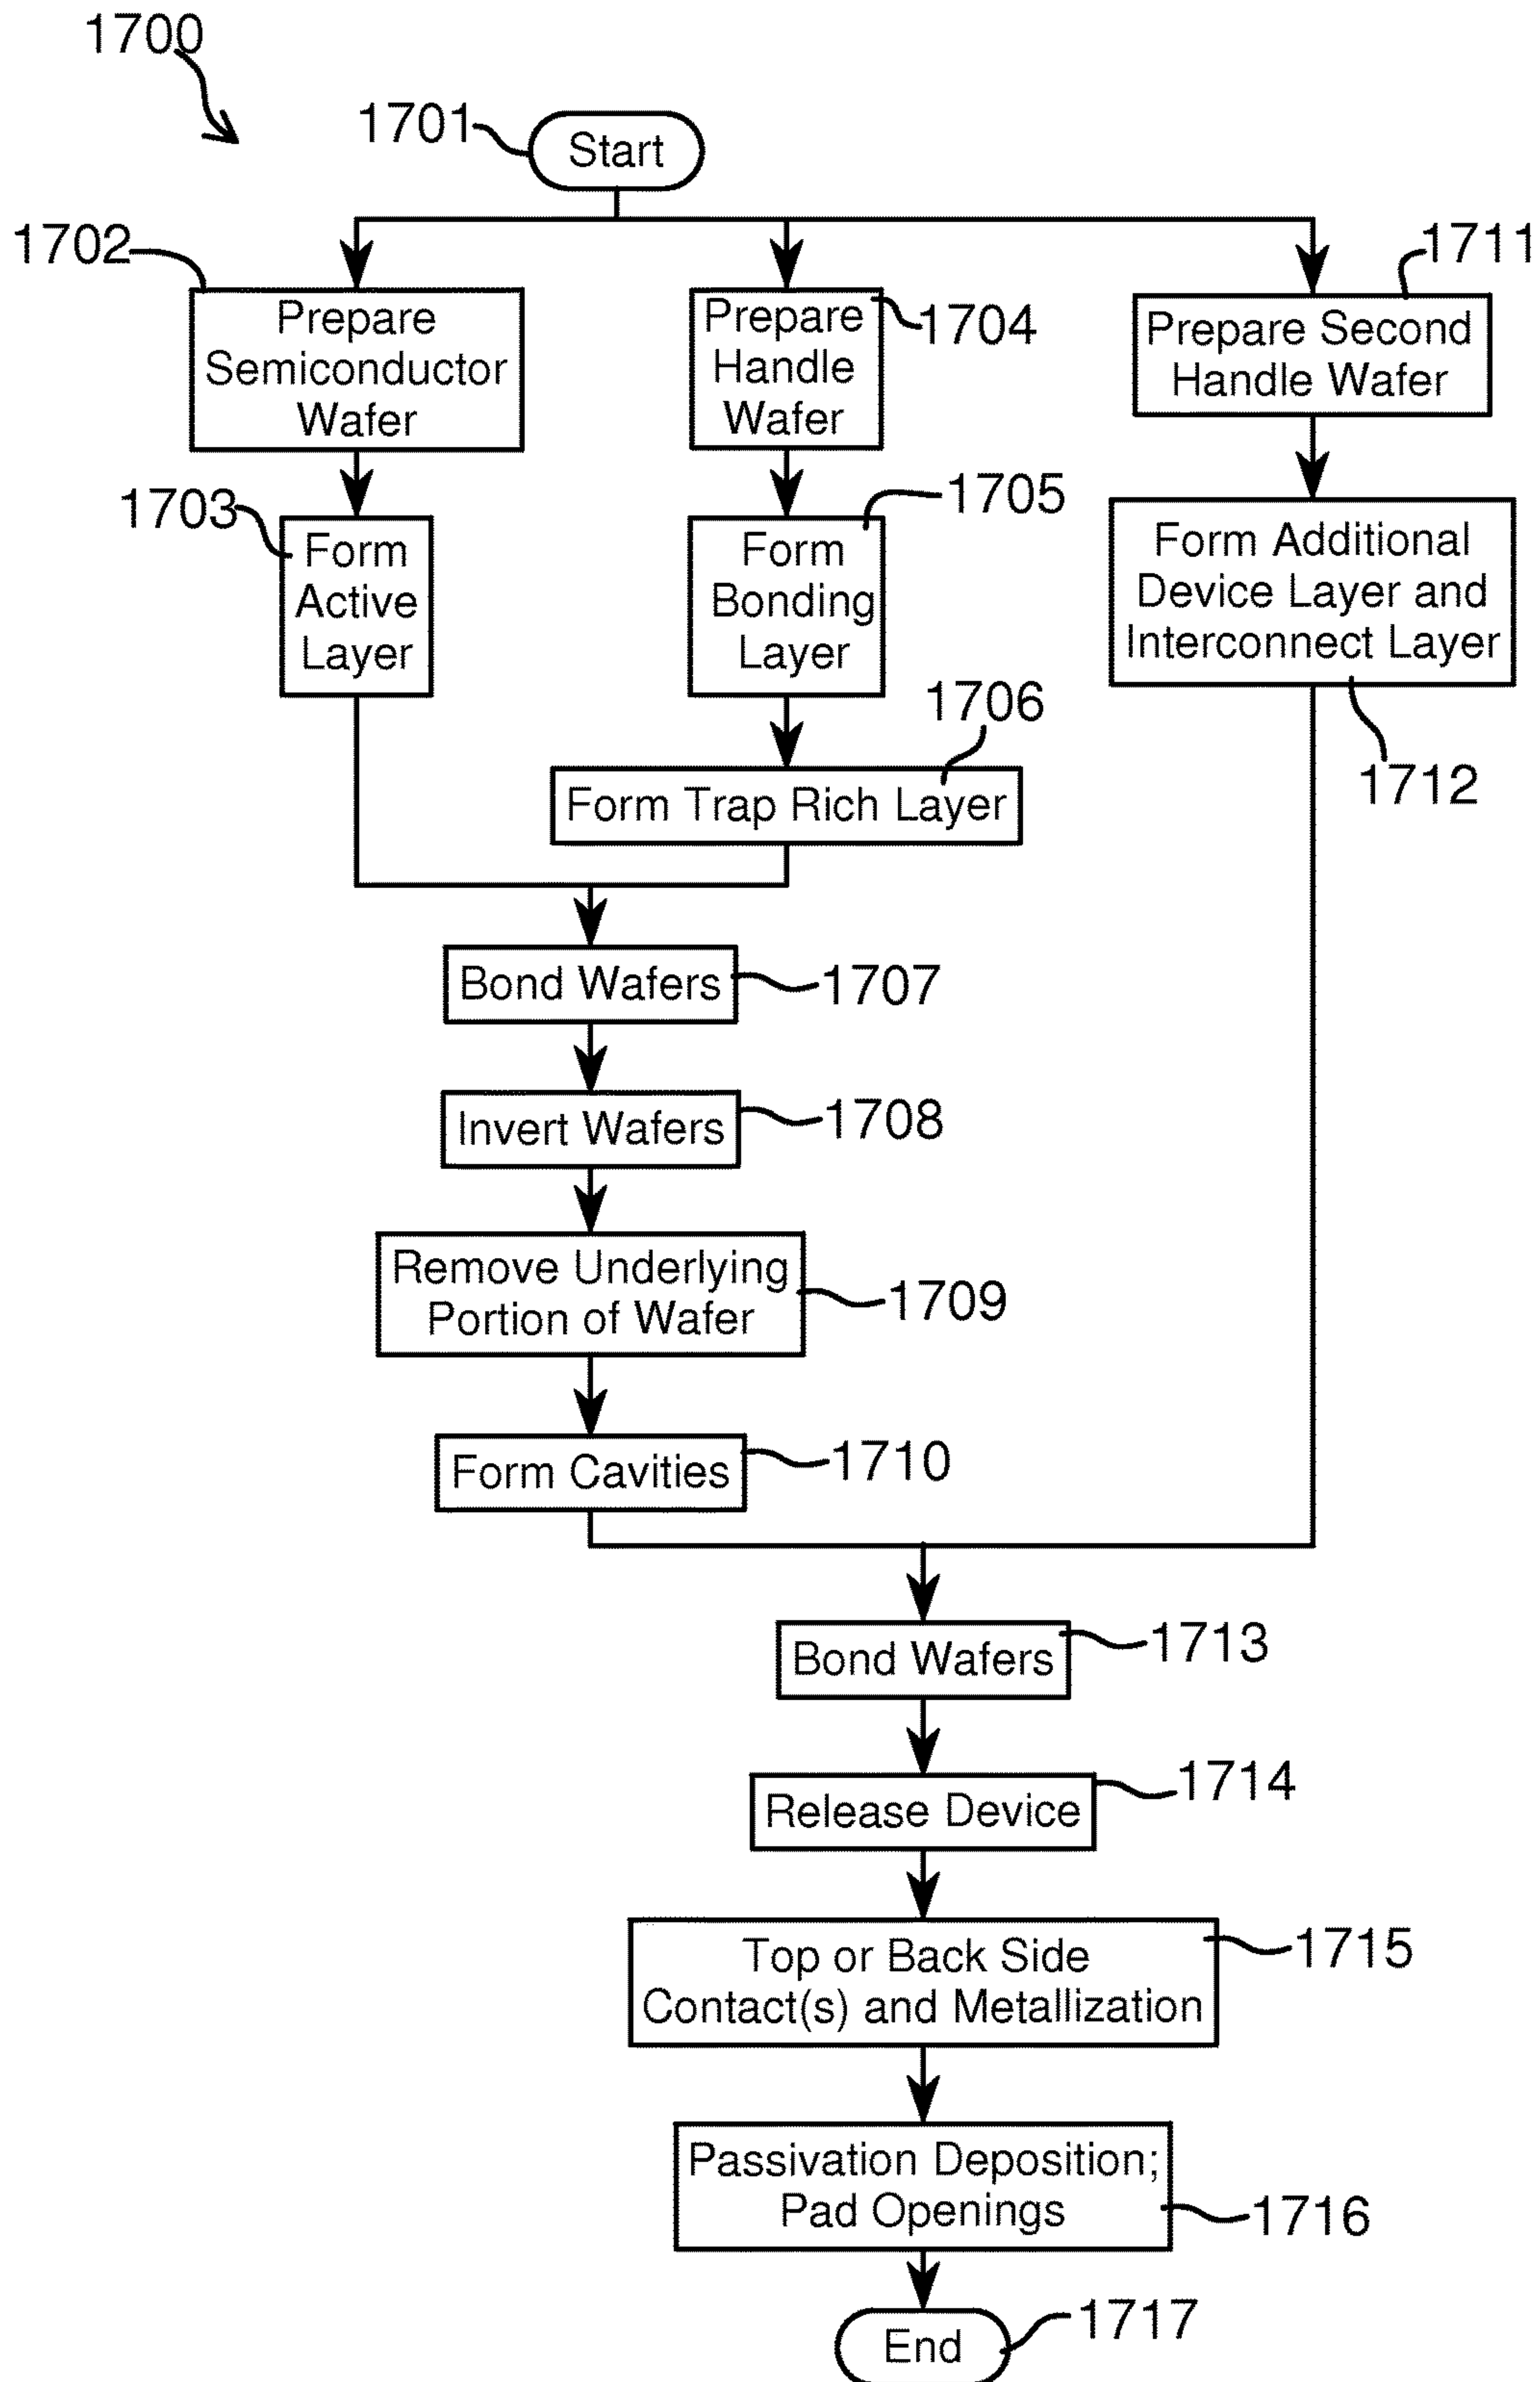 1700
1701
Start
1702
Prepare
Semiconductor
Wafer
Prepare
Handle
Wafer
1704
1711
Prepare Second
Handle Wafer
1703
Form
Active
Layer
1705
Form
Bonding
Layer
Form Additional
Device Layer and
Interconnect Layer
1712
1706
Form Trap Rich Layer
Bond Wafers
1707
Invert Wafers
1708
Remove Underlying
Portion of Wafer
1709
Form Cavities
1710
Bond Wafers
1713
Release Device
1714
Top or Back Side
Contact(s) and Metallization
1715
Passivation Deposition;
Pad Openings
1716
End
1717